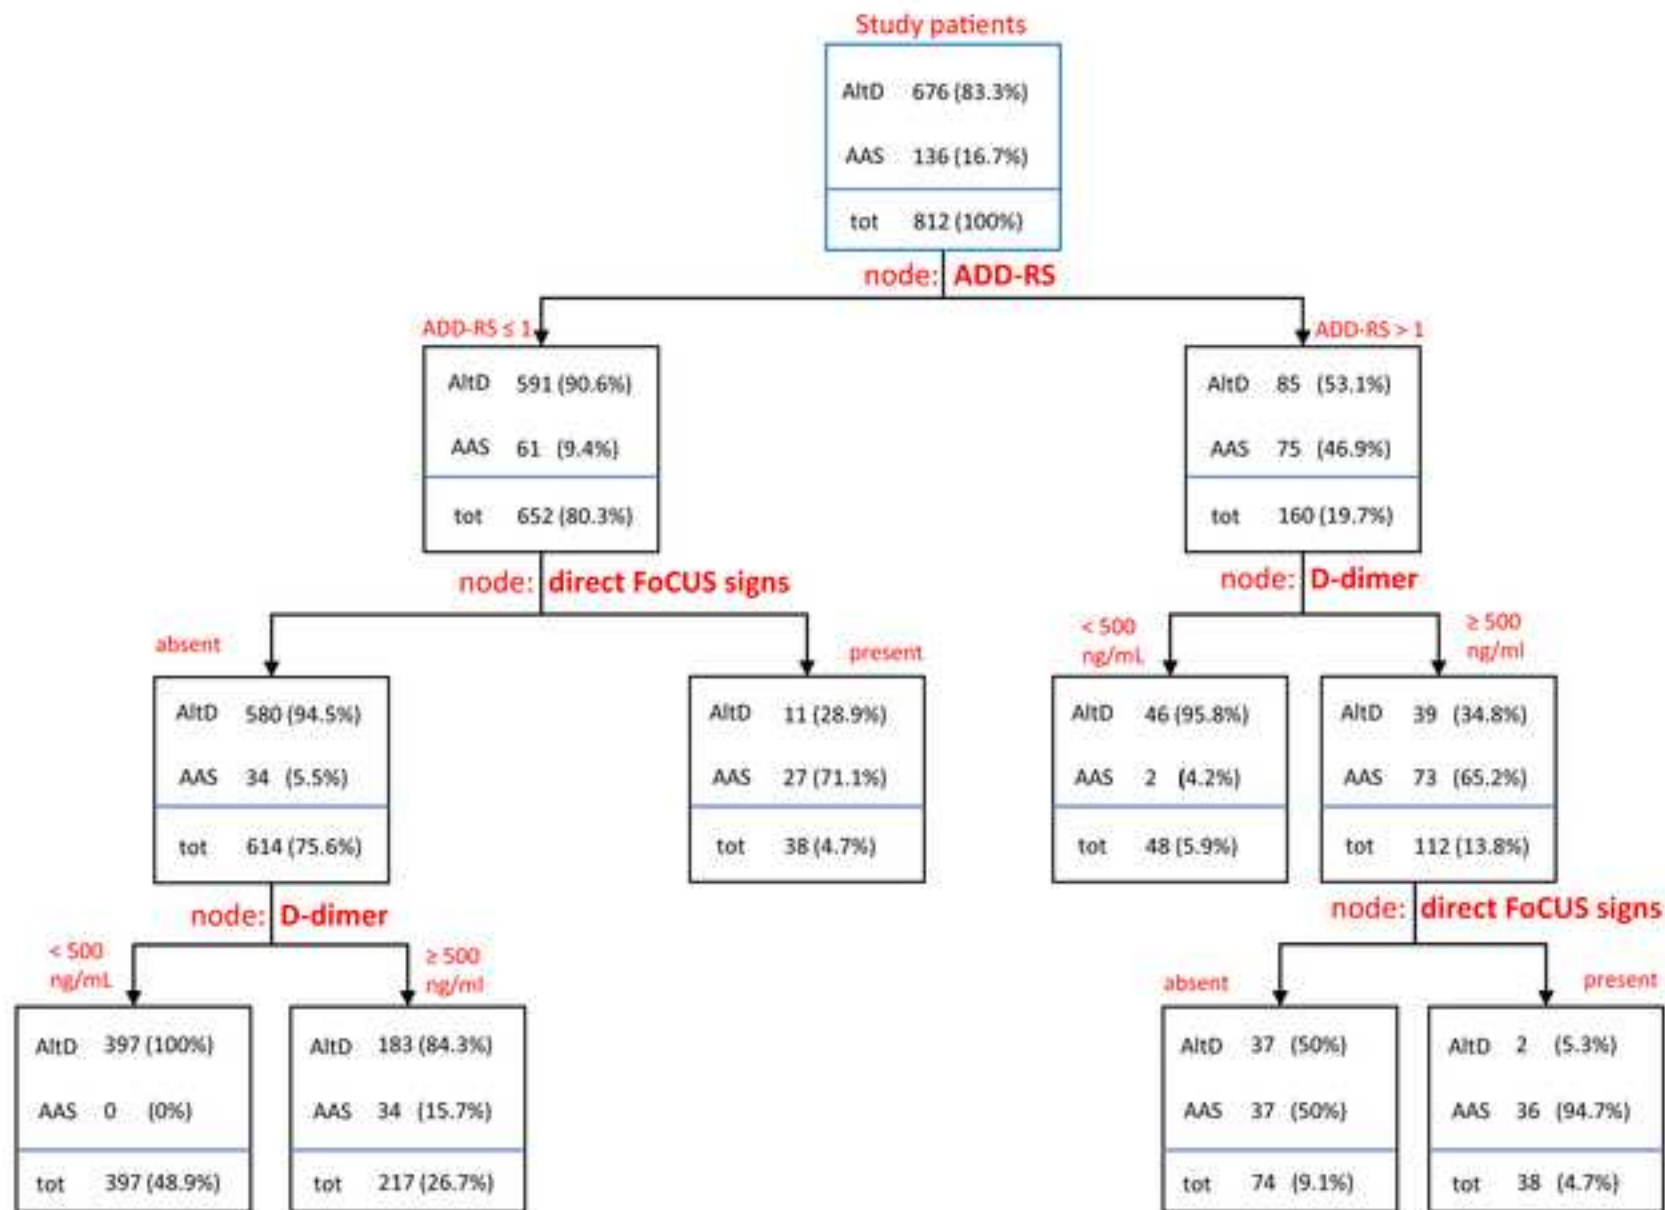 Study patients
AltD 676 (83.3%)
AAS 136 (16.7%)
tot 812 (100%)
node: ADD-RS
ADD-RS ≤ 1
ADD-RS > 1
AltD 591 (90.6%)
AAS 61 (9.4%)
tot 652 (80.3%)
AltD 85 (53.1%)
AAS 75 (46.9%)
tot 160 (19.7%)
node: direct FoCUS signs
node: D-dimer
absent
present
< 500
ng/mL
≥ 500
ng/ml
AltD 580 (94.5%)
AAS 34 (5.5%)
tot 614 (75.6%)
AltD 11 (28.9%)
AAS 27 (71.1%)
tot 38 (4.7%)
AltD 46 (95.8%)
AAS 2 (4.2%)
tot 48 (5.9%)
AltD 39 (34.8%)
AAS 73 (65.2%)
tot 112 (13.8%)
node: D-dimer
node: direct FoCUS signs
< 500
ng/mL
≥ 500
ng/ml
absent
present
AltD 397 (100%)
AAS 0 (0%)
tot 397 (48.9%)
AltD 183 (84.3%)
AAS 34 (15.7%)
tot 217 (26.7%)
AltD 37 (50%)
AAS 37 (50%)
tot 74 (9.1%)
AltD 2 (5.3%)
AAS 36 (94.7%)
tot 38 (4.7%)